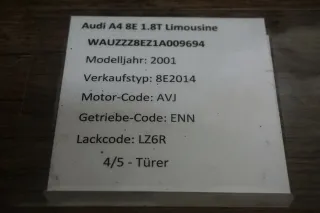 Audi A4 8E 1.8T Limousine
WAUZZZ8EZ1A009694
Modelljahr: 2001
Verkaufstyp: 8E2014
Motor-Code: AVJ
Getriebe-Code: ENN
Lackcode: LZ6R
4/5 - Türer